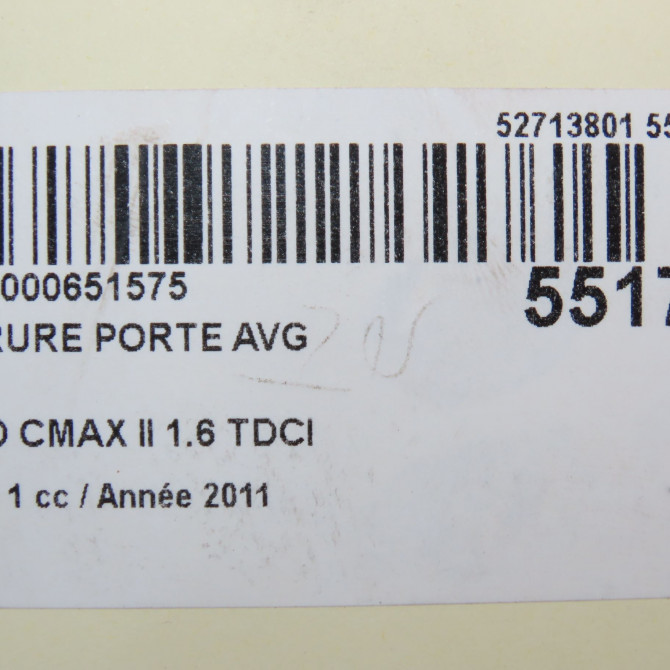 52713801 55
000651575
5517
RURE PORTE AVG
CMAX II 1.6 TDCI
1 cc / Année 2011